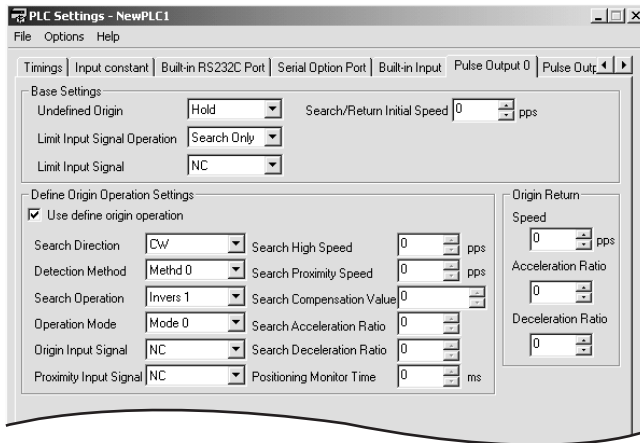 PLC Settings - NewPLC1
File Options Help
Timings Input constant Built-in RS232C Port Serial Option Port Built-in Input Pulse Output 0 Pulse Outp
Base Settings
Undefined Origin Hold Search/Return Initial Speed 0 pps
Limit Input Signal Operation Search Only
Limit Input Signal NC
Define Origin Operation Settings
Use define origin operation
Search Direction CW Search High Speed 0 pps
Detection Method Methd 0 Search Proximity Speed 0 pps
Search Operation Invers 1 Search Compensation Value 0
Operation Mode Mode 0 Search Acceleration Ratio 0
Origin Input Signal NC Search Deceleration Ratio 0
Proximity Input Signal NC Positioning Monitor Time 0 ms
Origin Return
Speed
0 pps
Acceleration Ratio
0
Deceleration Ratio
0